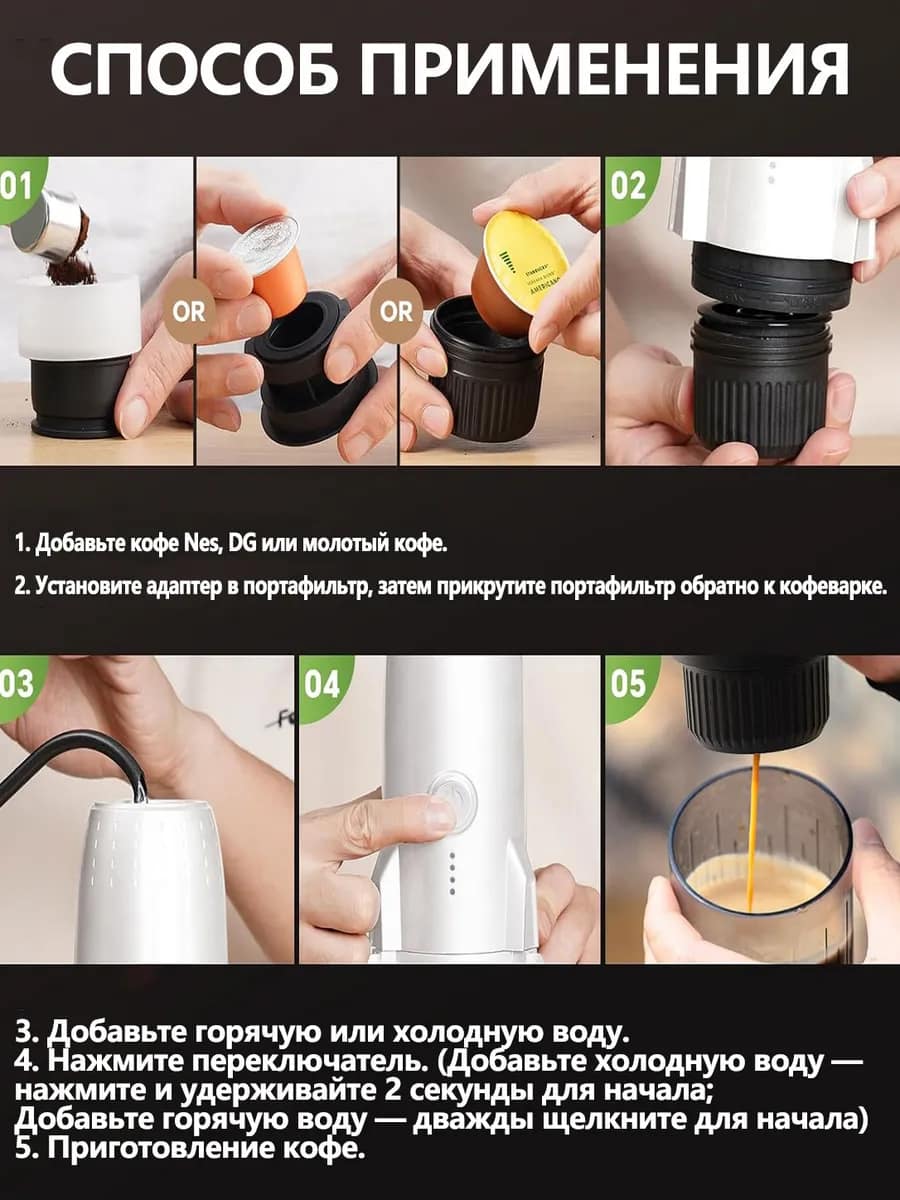 СПОСОБ ПРИМЕНЕНИЯ
01
OR
OR
02
STARBUCKS
AMERICANO
1. Добавьте кофе Nes, DG или молотый кофе.
2. Установите адаптер в портафильтр, затем прикрутите портафильтр обратно к кофеварке.
03
04
05
3. Добавьте горячую или холодную воду.
4. Нажмите переключатель. (Добавьте холодную воду —
нажмите и удерживайте 2 секунды для начала;
Добавьте горячую воду — дважды щелкните для начала)
5. Приготовление кофе.